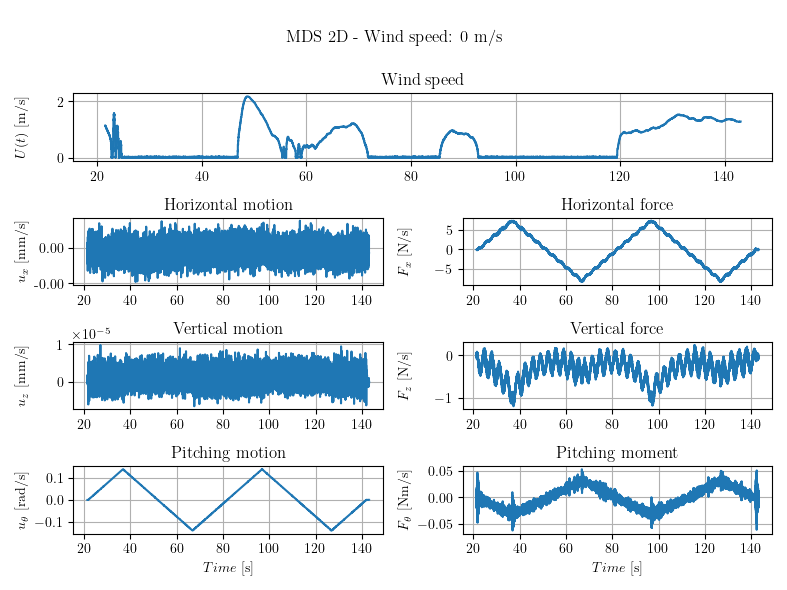 MDS 2D - Wind speed: 0 m/s
Wind speed
U(t) [m/s]
2
0
20 40 60 80 100 120 140
Horizontal motion
u_x [mm/s]
0.00
-0.00
20 40 60 80 100 120 140
Horizontal force
F_x [N/s]
5
0
−5
20 40 60 80 100 120 140
Vertical motion
×10⁻⁵
u_z [mm/s]
1
0
20 40 60 80 100 120 140
Vertical force
F_z [N/s]
0
−1
20 40 60 80 100 120 140
Pitching motion
u_θ [rad/s]
0.1
0.0
−0.1
20 40 60 80 100 120 140
Time [s]
Pitching moment
F_θ [Nm/s]
0.05
0.00
−0.05
20 40 60 80 100 120 140
Time [s]